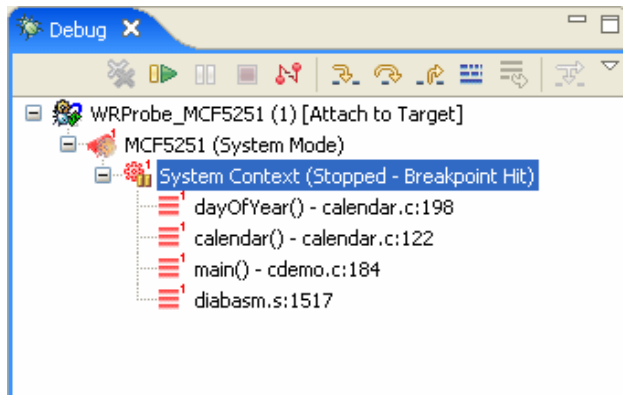 Debug
WRProbe_MCF5251 (1) [Attach to Target]
MCF5251 (System Mode)
System Context (Stopped - Breakpoint Hit)
dayOfYear() - calendar.c:198
calendar() - calendar.c:122
main() - cdemo.c:184
diabasm.s:1517